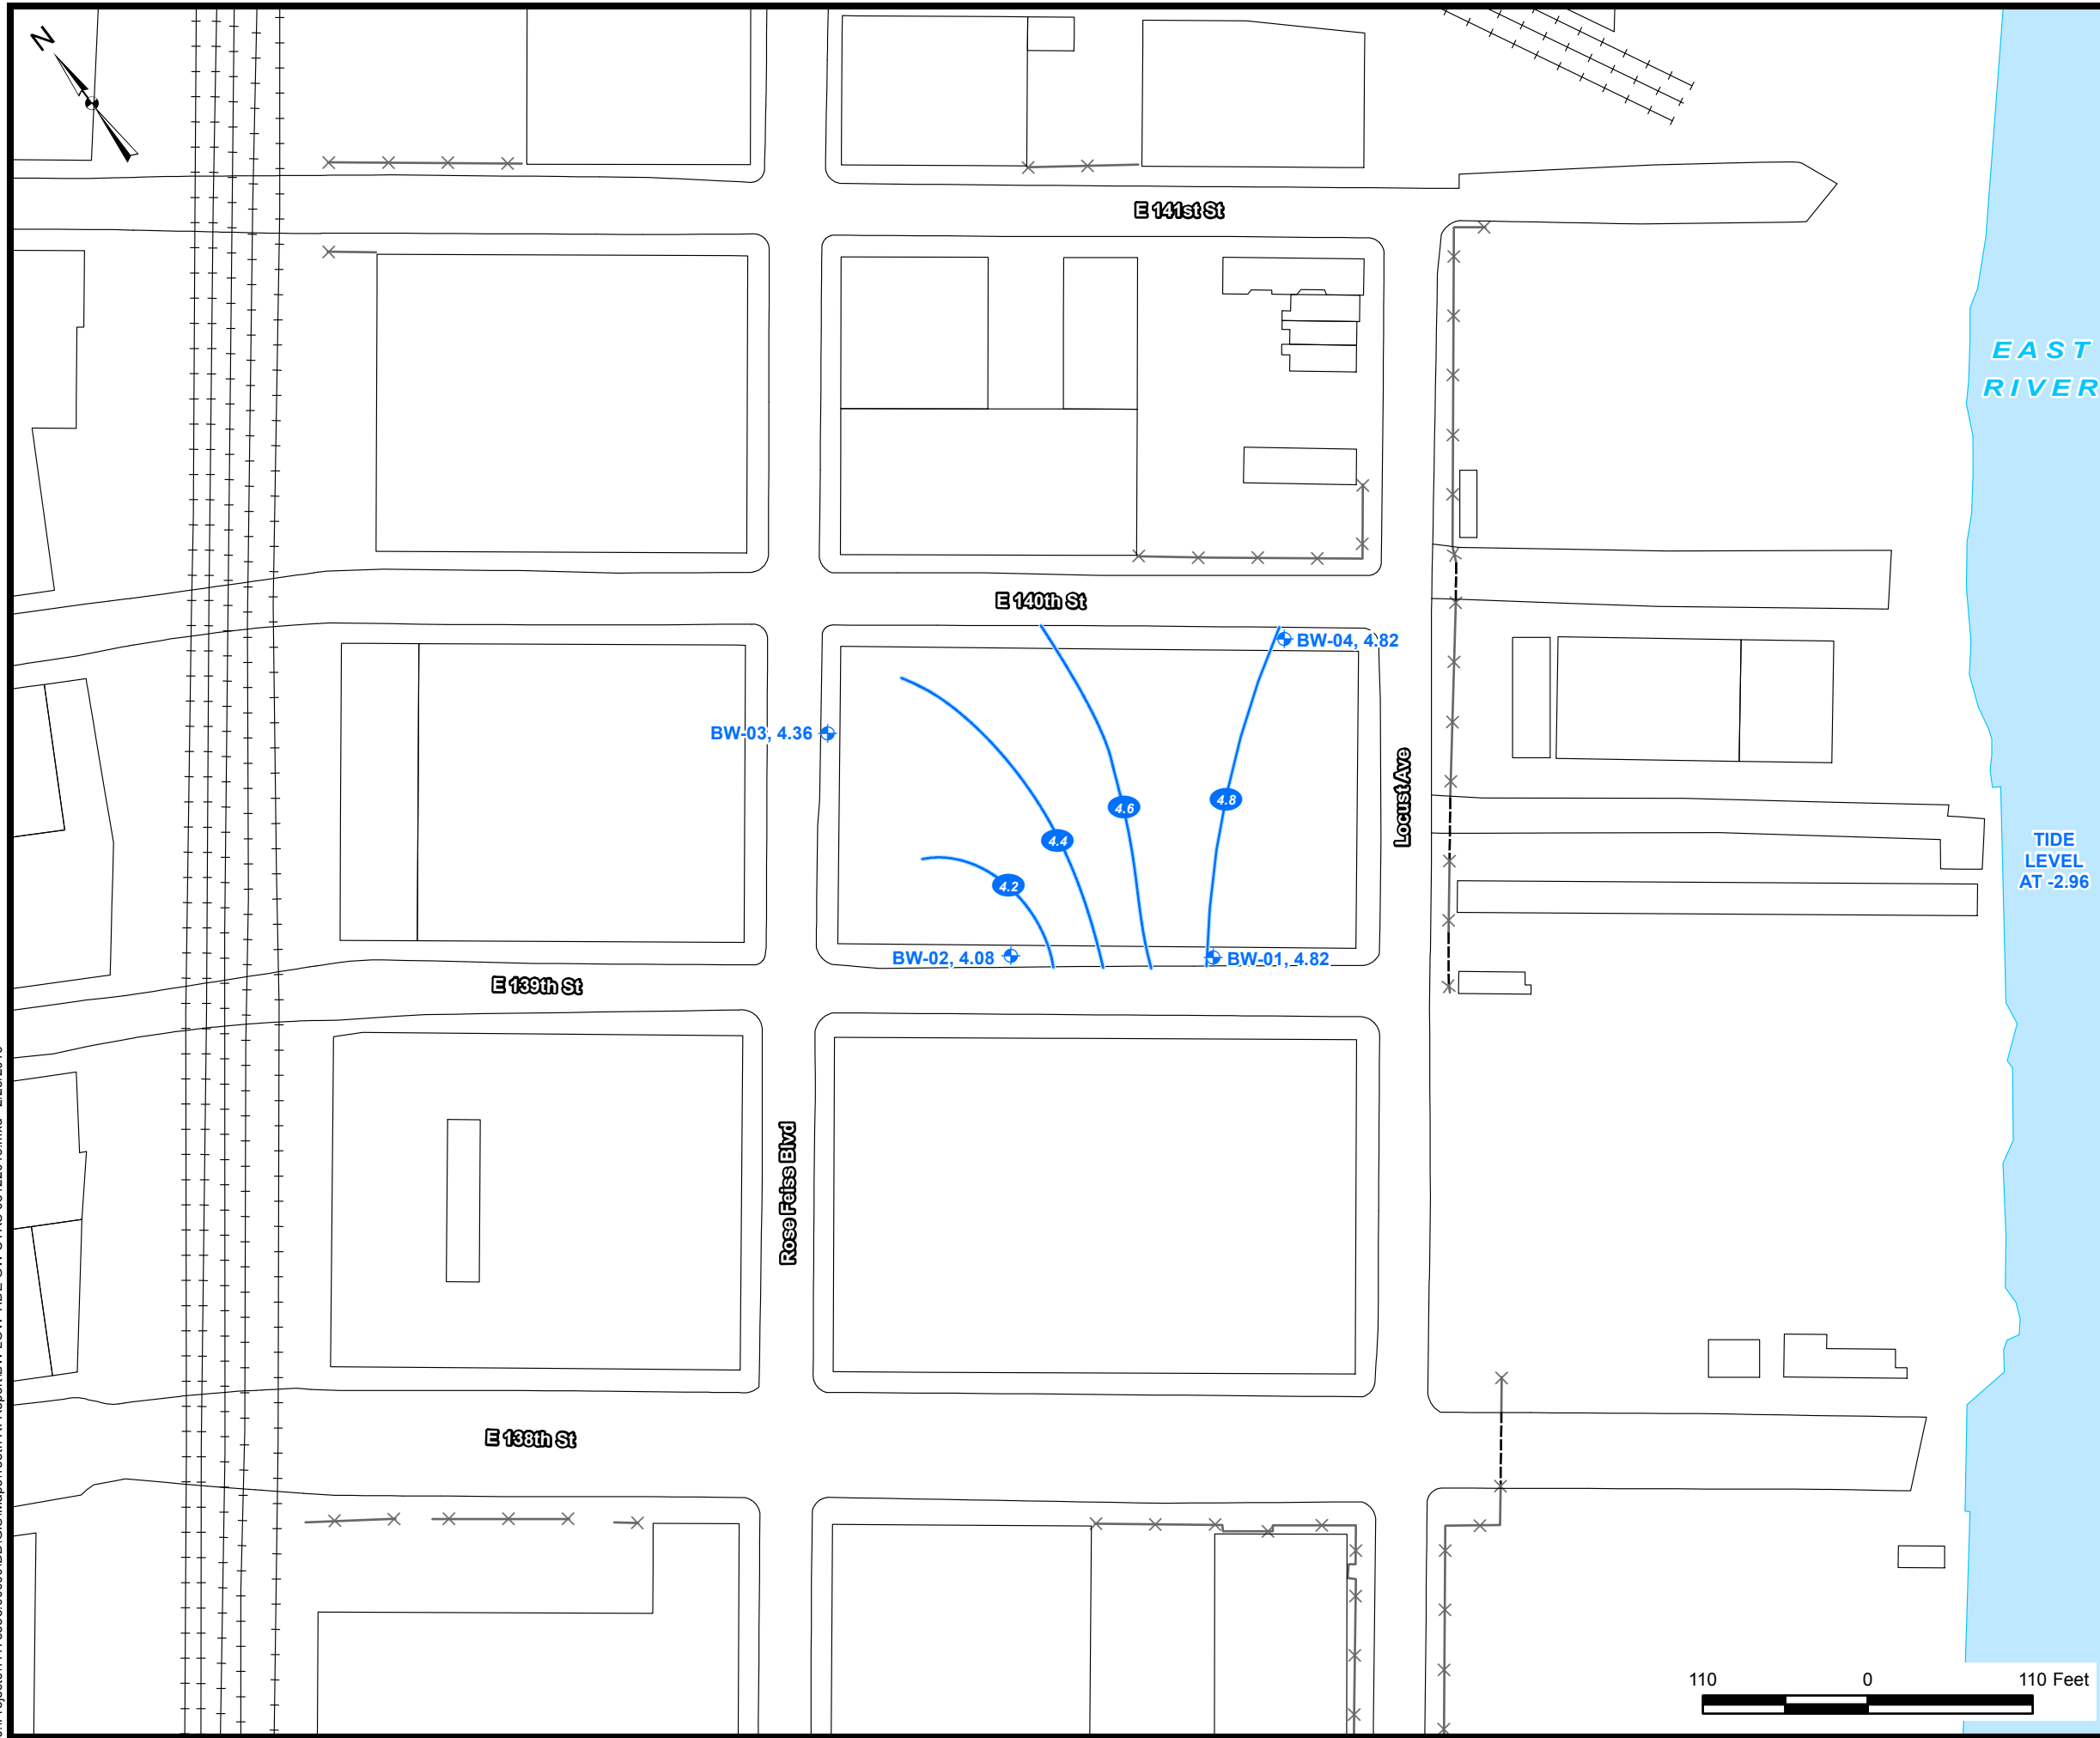 N
E 141st St
EAST
RIVER
E 140th St
BW-04, 4.82
BW-03, 4.36
Locust Ave
4.8
4.6
4.4
4.2
TIDE
LEVEL
AT -2.96
BW-02, 4.08
BW-01, 4.82
E 139th St
Rose Feiss Blvd
E 138th St
110 0 110 Feet